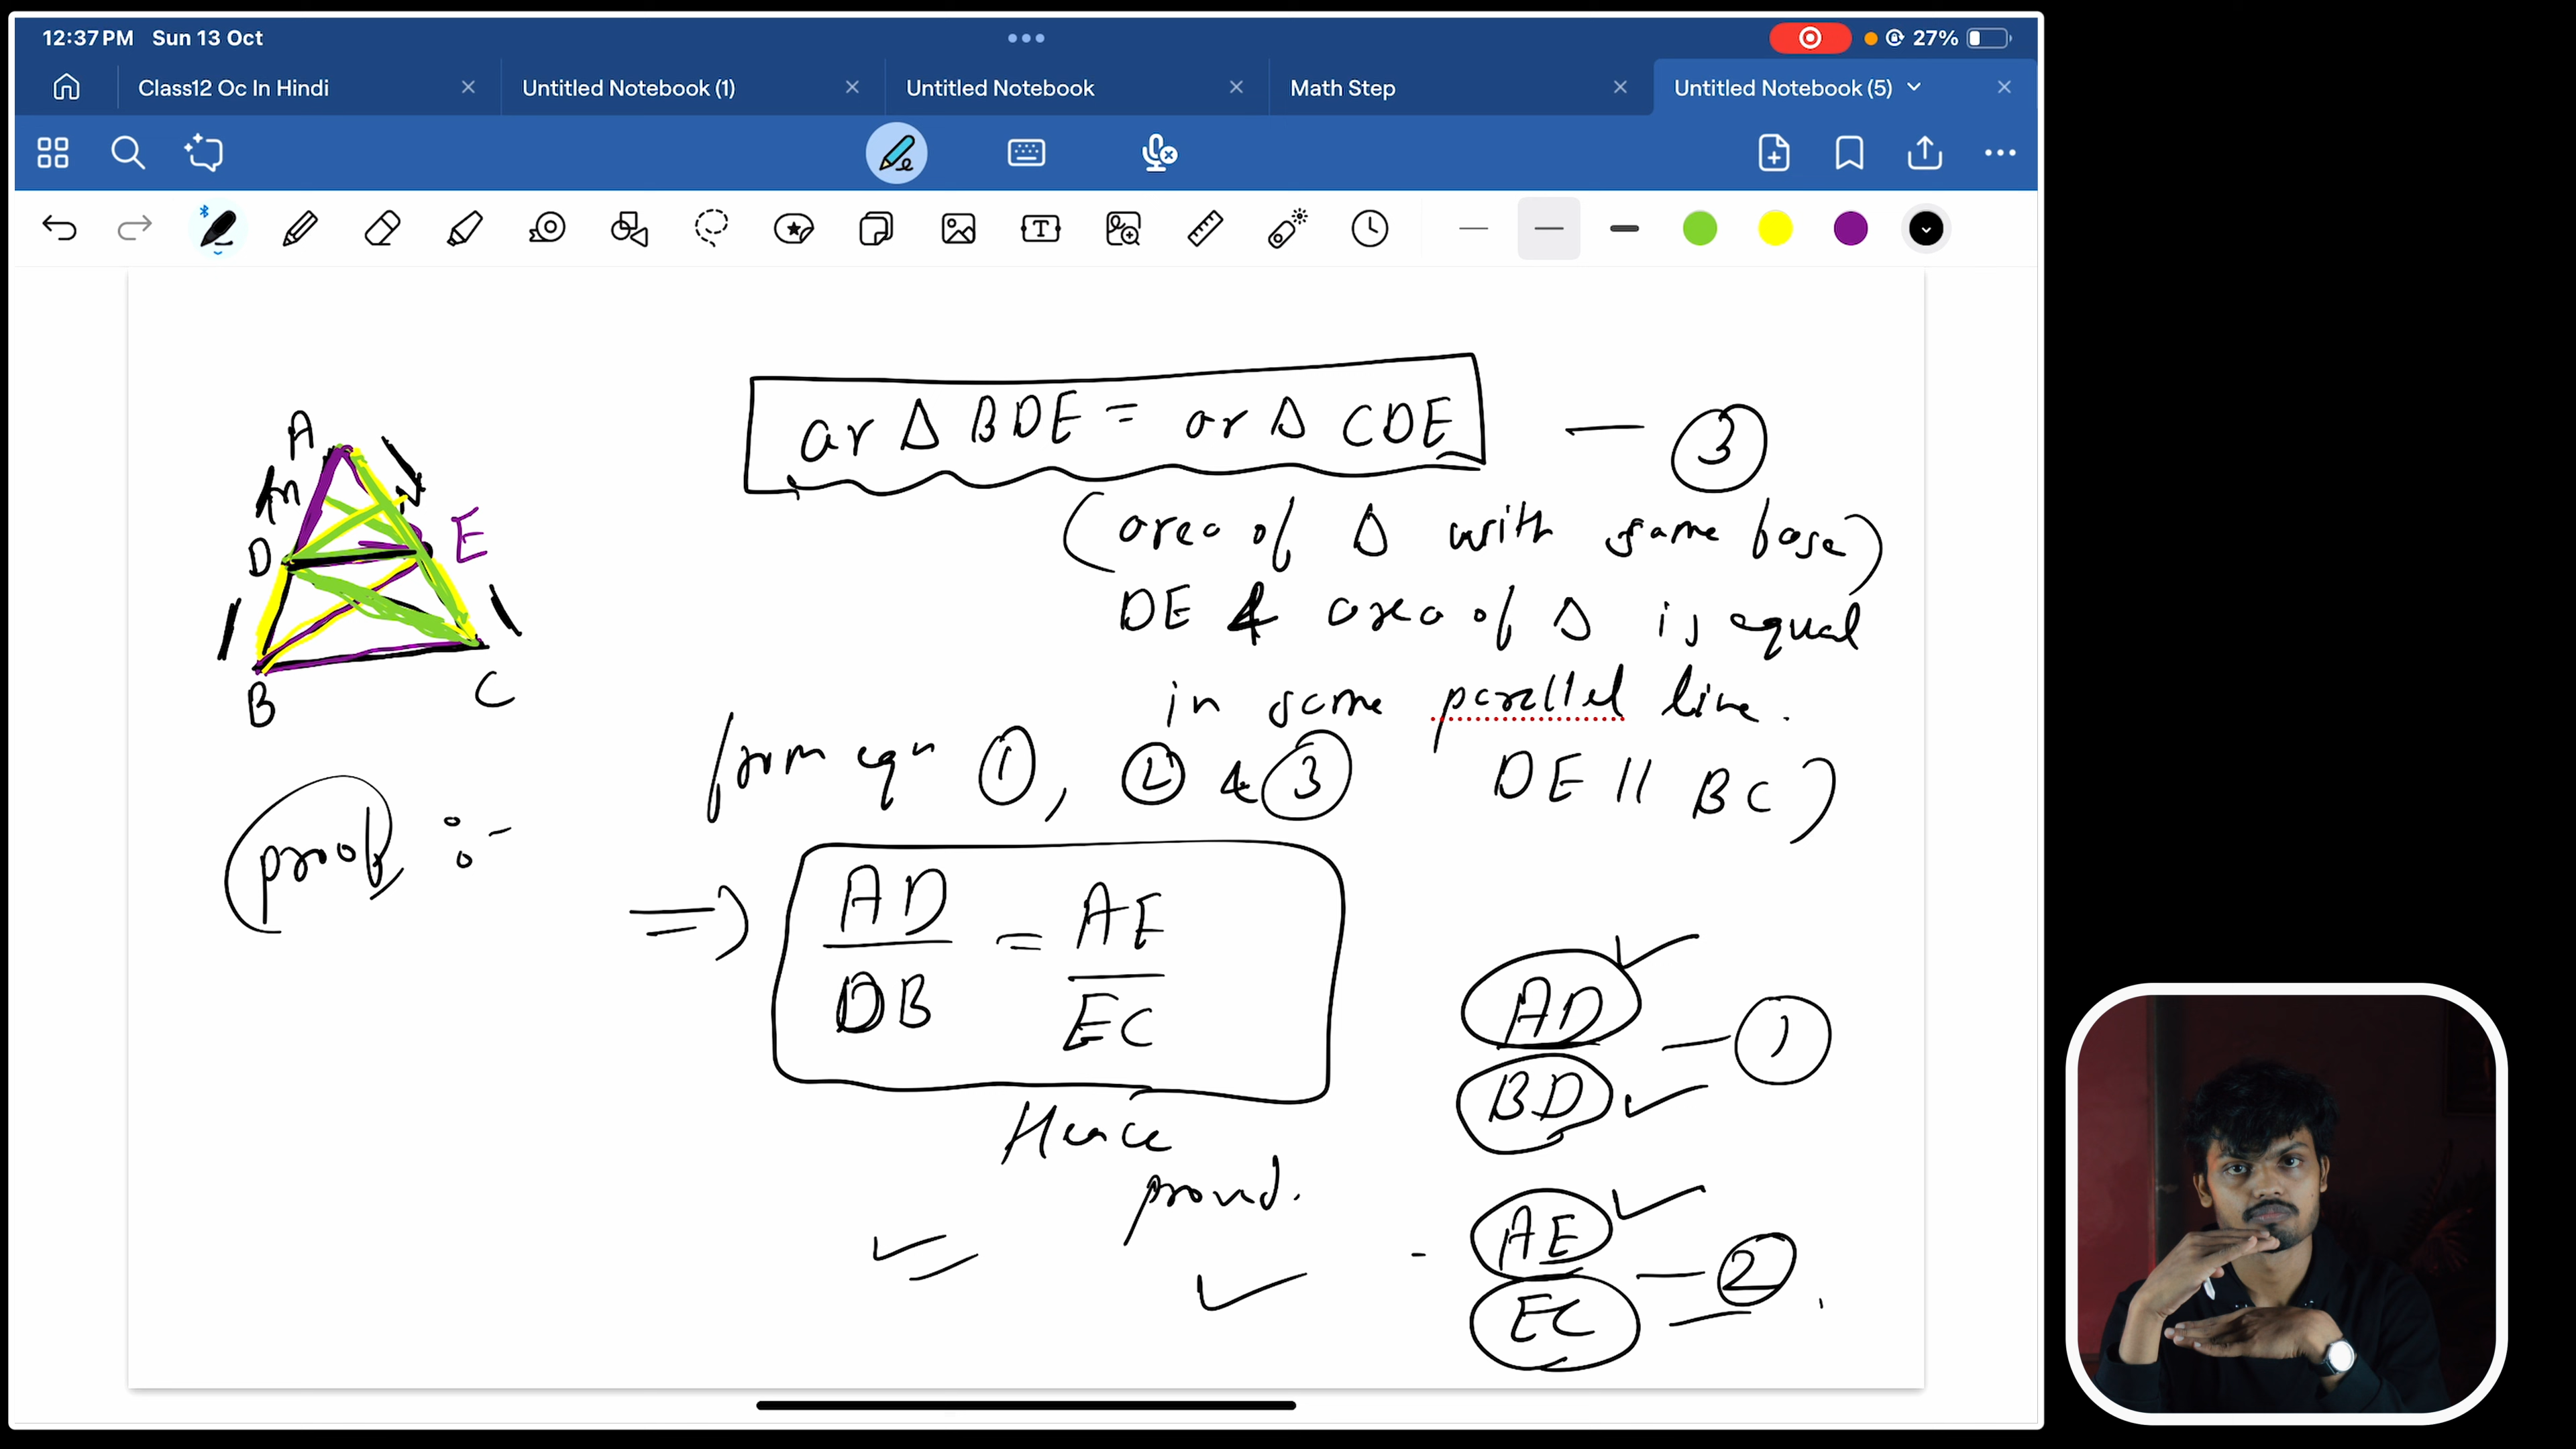 12:37 PM Sun 13 Oct
27%
Class12 Oc In Hindi
Untitled Notebook (1)
Untitled Notebook
Math Step
Untitled Notebook (5)
ar Δ BDE = ar Δ CDE — 3
(area of Δ with same base)
DE & area of Δ is equal
in same parallel line.
DE // BC)
A
M
N
D
E
B
C
from eqn 1, 2 & 3
proof :-
=> AD/DB = AE/EC
Hence
proved.
AD/BD — 1
AE/EC — 2